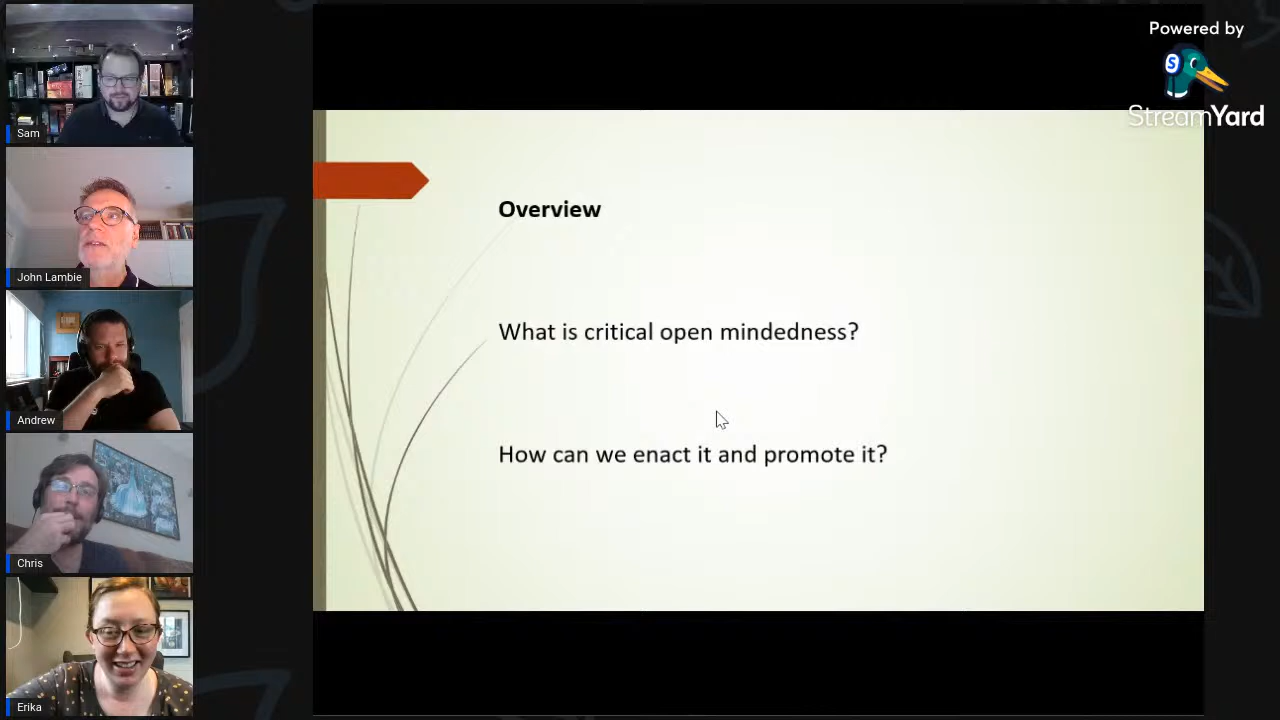 Powered by
StreamYard
Sam
John Lambie
Andrew
Chris
Erika
Overview
What is critical open mindedness?
How can we enact it and promote it?